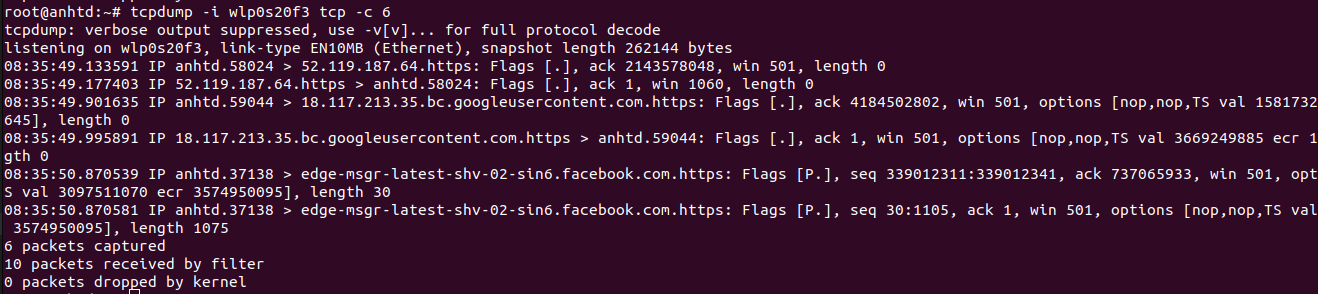 root@anhtd:~# tcpdump -i wlp0s20f3 tcp -c 6
tcpdump: verbose output suppressed, use -v[v]... for full protocol decode
listening on wlp0s20f3, link-type EN10MB (Ethernet), snapshot length 262144 bytes
08:35:49.133591 IP anhtd.58024 > 52.119.187.64.https: Flags [.], ack 2143578048, win 501, length 0
08:35:49.177403 IP 52.119.187.64.https > anhtd.58024: Flags [.], ack 1, win 1060, length 0
08:35:49.901635 IP anhtd.59044 > 18.117.213.35.bc.googleusercontent.com.https: Flags [.], ack 4184502802, win 501, options [nop,nop,TS val 1581732
645], length 0
08:35:49.995891 IP 18.117.213.35.bc.googleusercontent.com.https > anhtd.59044: Flags [.], ack 1, win 501, options [nop,nop,TS val 3669249885 ecr 1
gth 0
08:35:50.870539 IP anhtd.37138 > edge-msgr-latest-shv-02-sin6.facebook.com.https: Flags [P.], seq 339012311:339012341, ack 737065933, win 501, opt
S val 3097511070 ecr 3574950095], length 30
08:35:50.870581 IP anhtd.37138 > edge-msgr-latest-shv-02-sin6.facebook.com.https: Flags [P.], seq 30:1105, ack 1, win 501, options [nop,nop,TS val
3574950095], length 1075
6 packets captured
10 packets received by filter
0 packets dropped by kernel